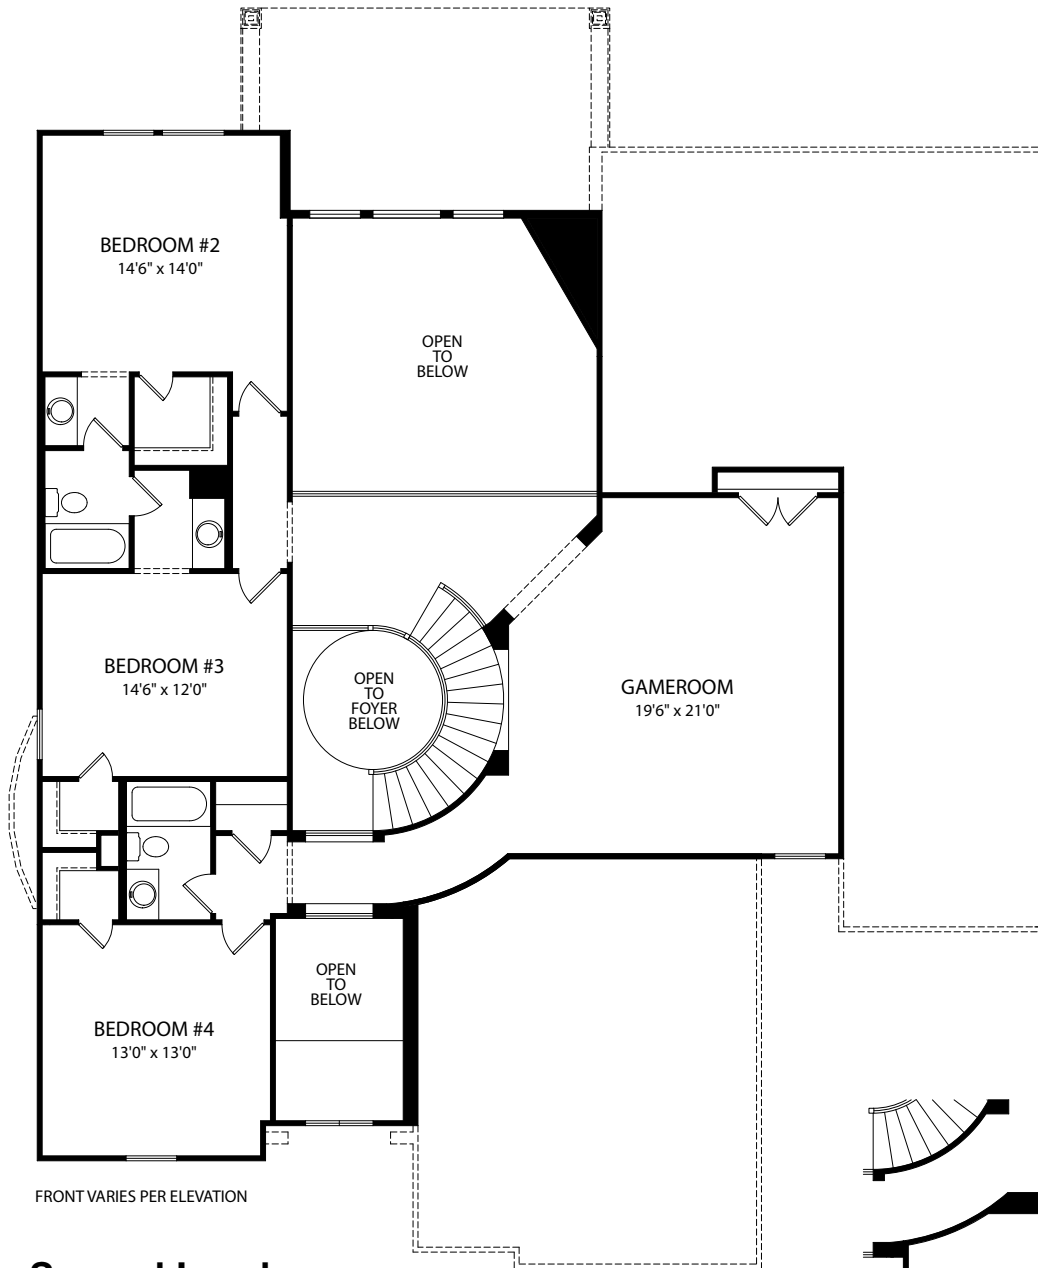 BEDROOM #2
14'6" x 14'0"
OPEN
TO
BELOW
BEDROOM #3
14'6" x 12'0"
OPEN
TO
FOYER
BELOW
GAMEROOM
19'6" x 21'0"
OPEN
TO
BELOW
BEDROOM #4
13'0" x 13'0"
FRONT VARIES PER ELEVATION